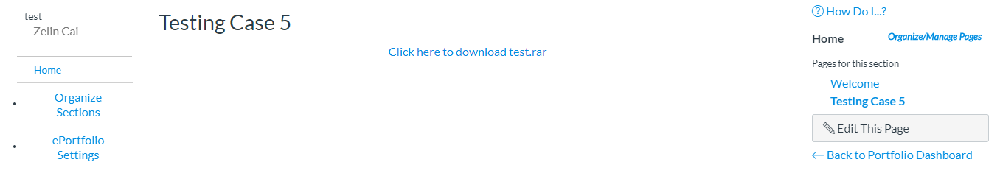 test
Zelin Cai
Home
Organize
Sections
ePortfolio
Settings
Testing Case 5
Click here to download test.rar
How Do I...?
Home
Organize/Manage Pages
Pages for this section
Welcome
Testing Case 5
Edit This Page
Back to Portfolio Dashboard